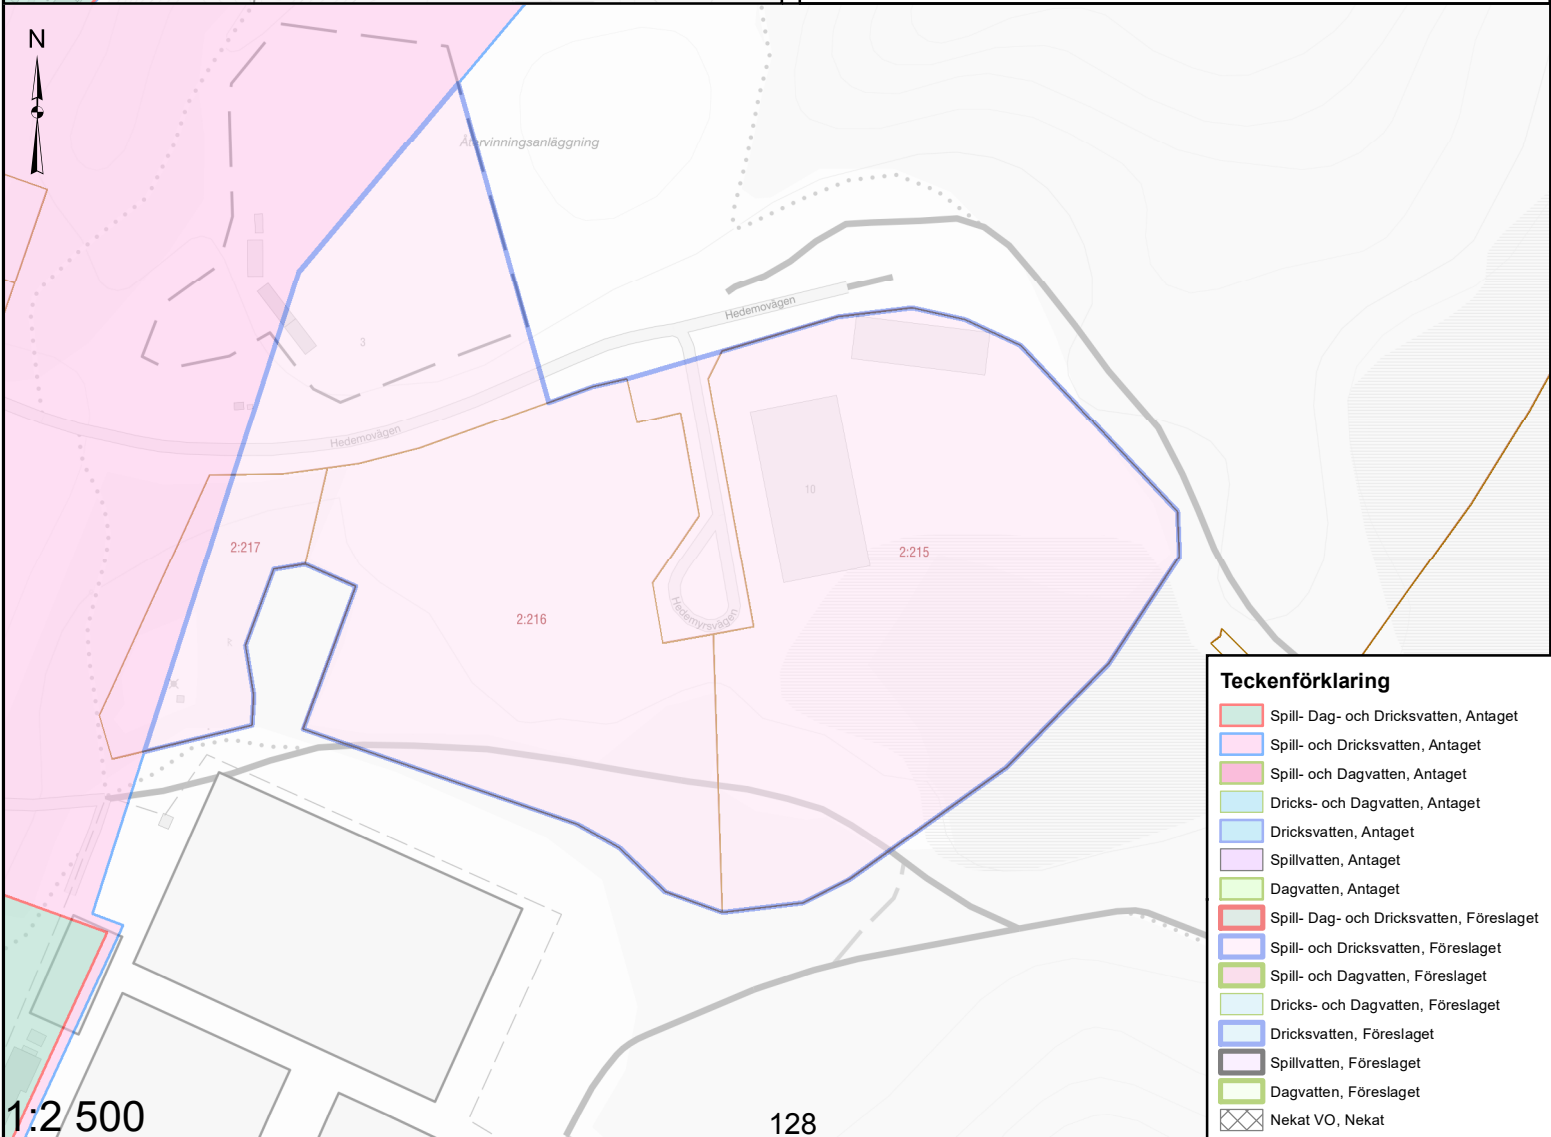 N
Återvinningsanläggning
Hedemovägen
3
Hedemovägen
10
2:217
2:215
2:216
Hedemyrsvägen
R
Teckenförklaring
Spill- Dag- och Dricksvatten, Antaget
Spill- och Dricksvatten, Antaget
Spill- och Dagvatten, Antaget
Dricks- och Dagvatten, Antaget
Dricksvatten, Antaget
Spillvatten, Antaget
Dagvatten, Antaget
Spill- Dag- och Dricksvatten, Föreslaget
Spill- och Dricksvatten, Föreslaget
Spill- och Dagvatten, Föreslaget
Dricks- och Dagvatten, Föreslaget
Dricksvatten, Föreslaget
Spillvatten, Föreslaget
Dagvatten, Föreslaget
Nekat VO, Nekat
1:2 500
128